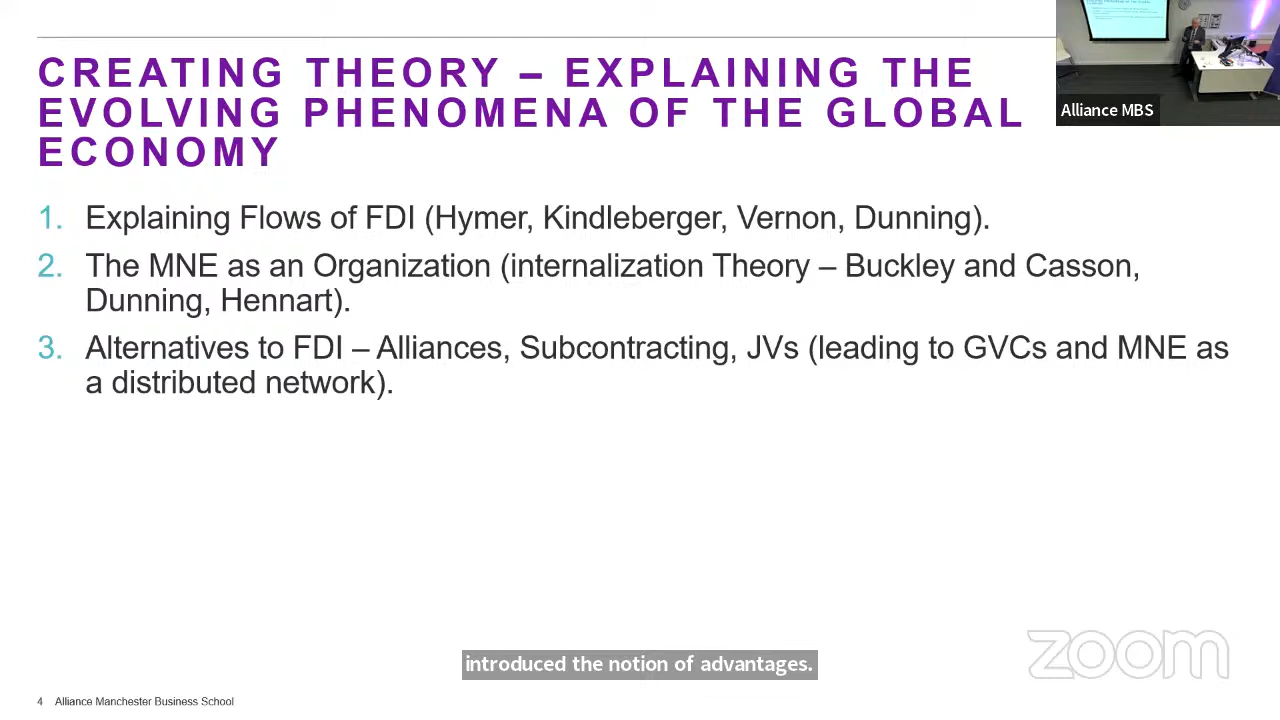 CREATING THEORY – EXPLAINING THE
EVOLVING PHENOMENA OF THE GLOBAL
ECONOMY
Alliance MBS
1. Explaining Flows of FDI (Hymer, Kindleberger, Vernon, Dunning).
2. The MNE as an Organization (internalization Theory – Buckley and Casson,
Dunning, Hennart).
3. Alternatives to FDI – Alliances, Subcontracting, JVs (leading to GVCs and MNE as
a distributed network).
introduced the notion of advantages.
zoom
4 Alliance Manchester Business School